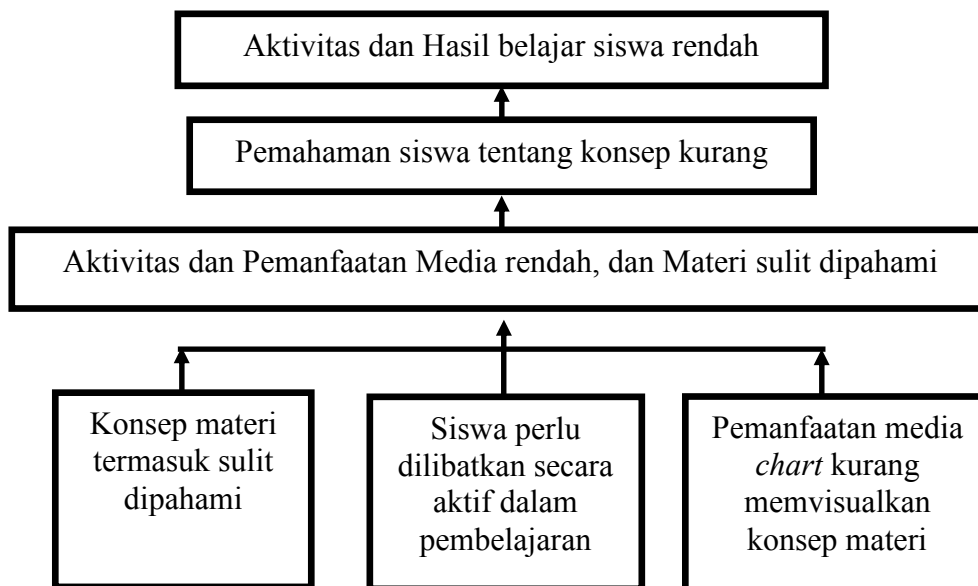 Aktivitas dan Hasil belajar siswa rendah
Pemahaman siswa tentang konsep kurang
Aktivitas dan Pemanfaatan Media rendah, dan Materi sulit dipahami
Konsep materi
termasuk sulit
dipahami
Siswa perlu
dilibatkan secara
aktif dalam
pembelajaran
Pemanfaatan media
chart kurang
memvisualkan
konsep materi